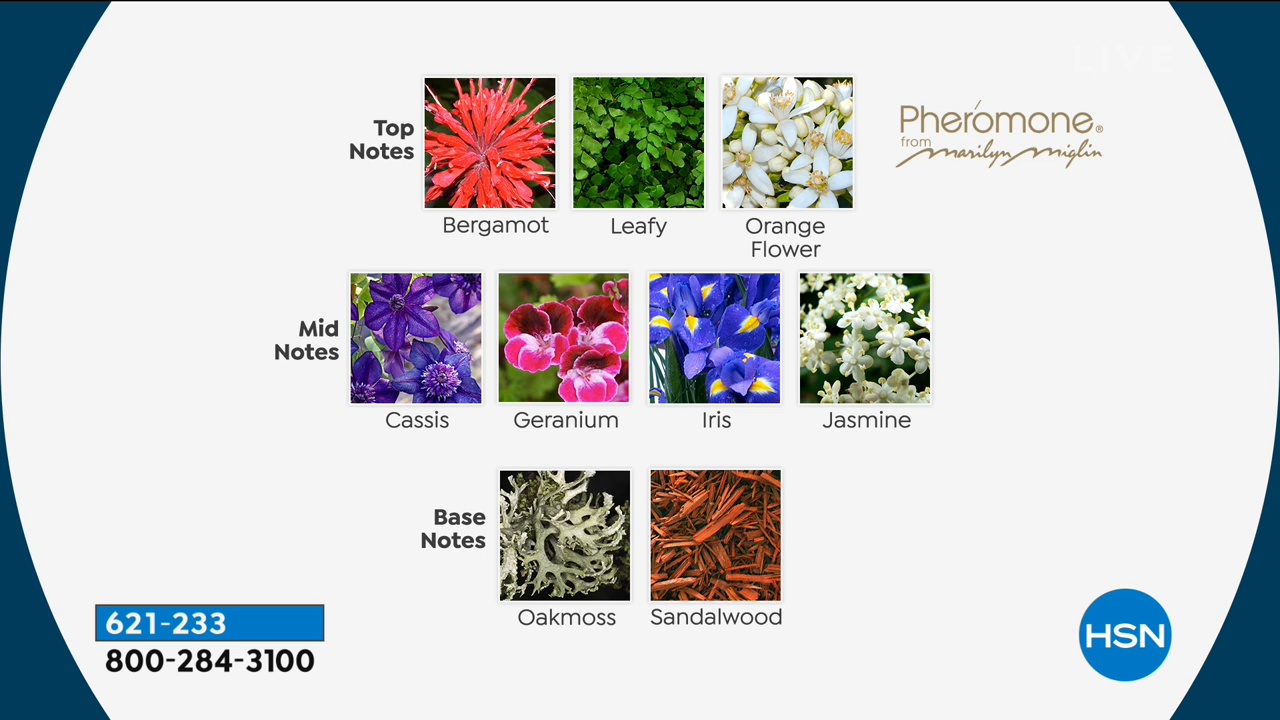 LIVE
Pheromone®
from marilyn miglin
Top
Notes
Bergamot
Leafy
Orange
Flower
Mid
Notes
Cassis
Geranium
Iris
Jasmine
Base
Notes
Oakmoss
Sandalwood
621-233
800-284-3100
HSN